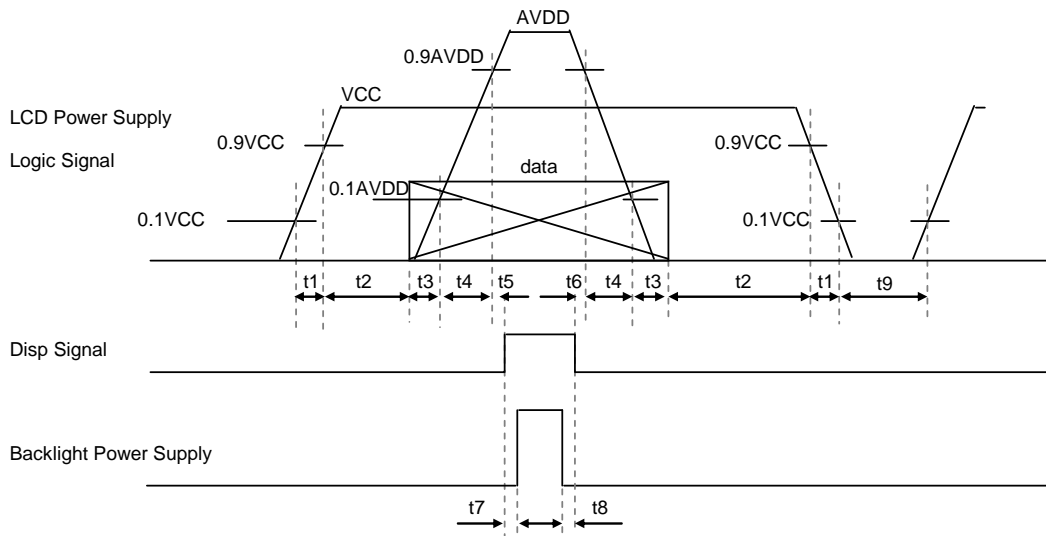 AVDD
0.9AVDD
VCC
LCD Power Supply
0.9VCC
0.9VCC
Logic Signal
data
0.1AVDD
0.1VCC
0.1VCC
t1 t2 t3 t4 t5 t6 t4 t3 t2 t1 t9
Disp Signal
Backlight Power Supply
t7 t8